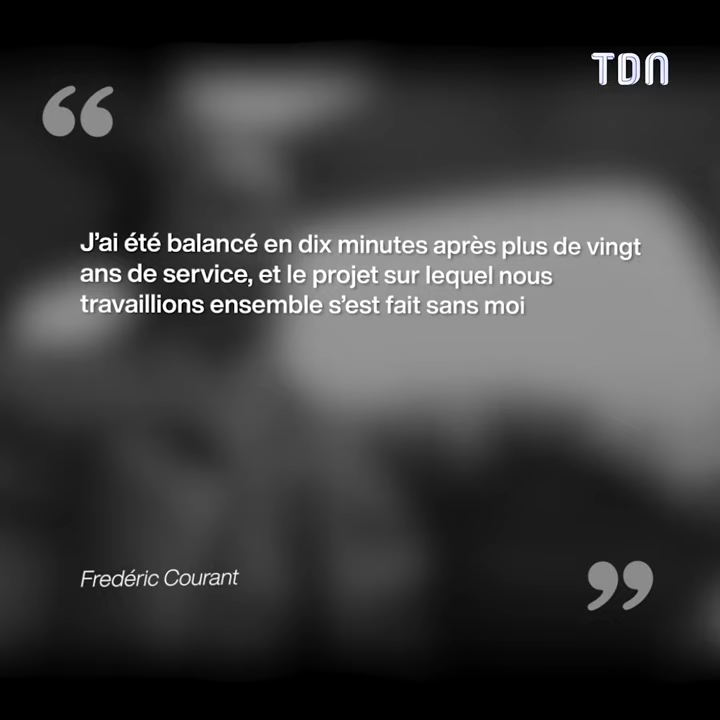 TDN
“
J’ai été balancé en dix minutes après plus de vingt
ans de service, et le projet sur lequel nous
travaillions ensemble s’est fait sans moi
Fredéric Courant
”